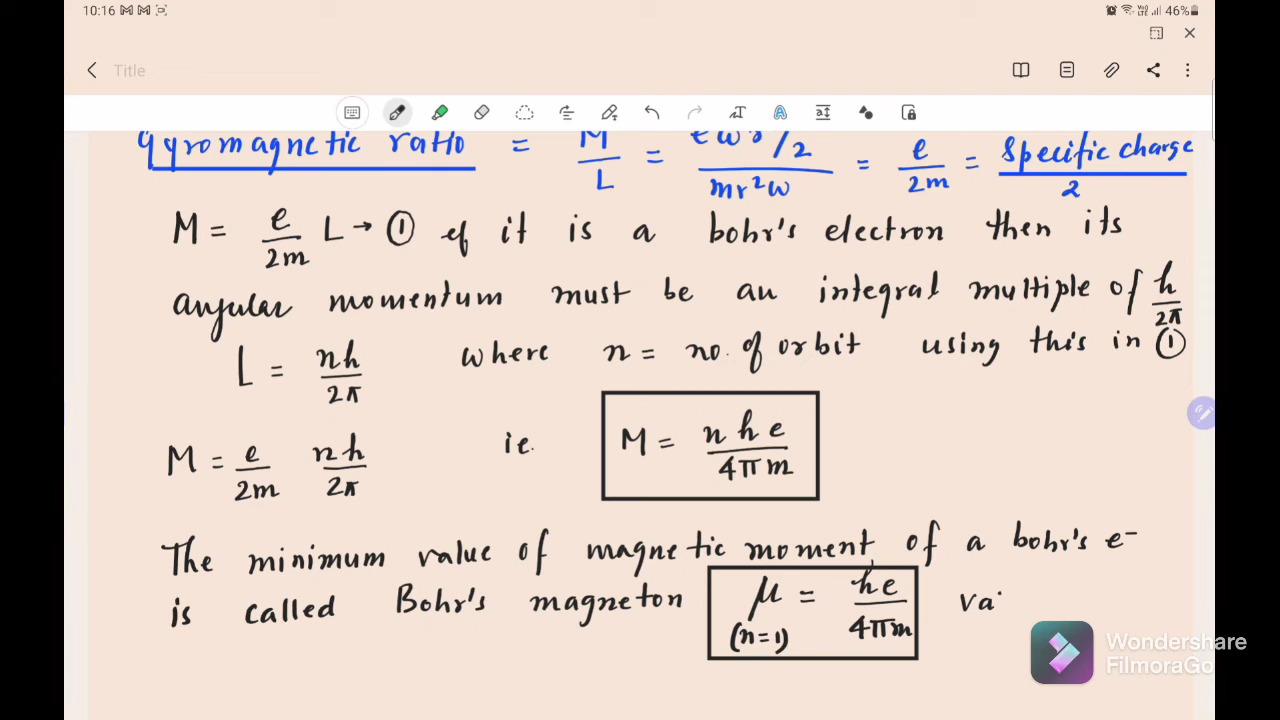 10:16 46%
Title
Gyromagnetic ratio = M/L = eωr²/2 / mr²ω = e/2m = Specific charge/2
M = e/2m L → ① ef it is a bohr's electron then its
angular momentum must be an integral multiple of h/2π
L = nh/2π where n = no. of orbit using this in ①
M = e/2m nh/2π ie. M = nhe/4πm
The minimum value of magnetic moment of a bohr's e⁻
is called Bohr's magneton μ = he/4πm va
(n=1)
Wondershare
FilmoraGo